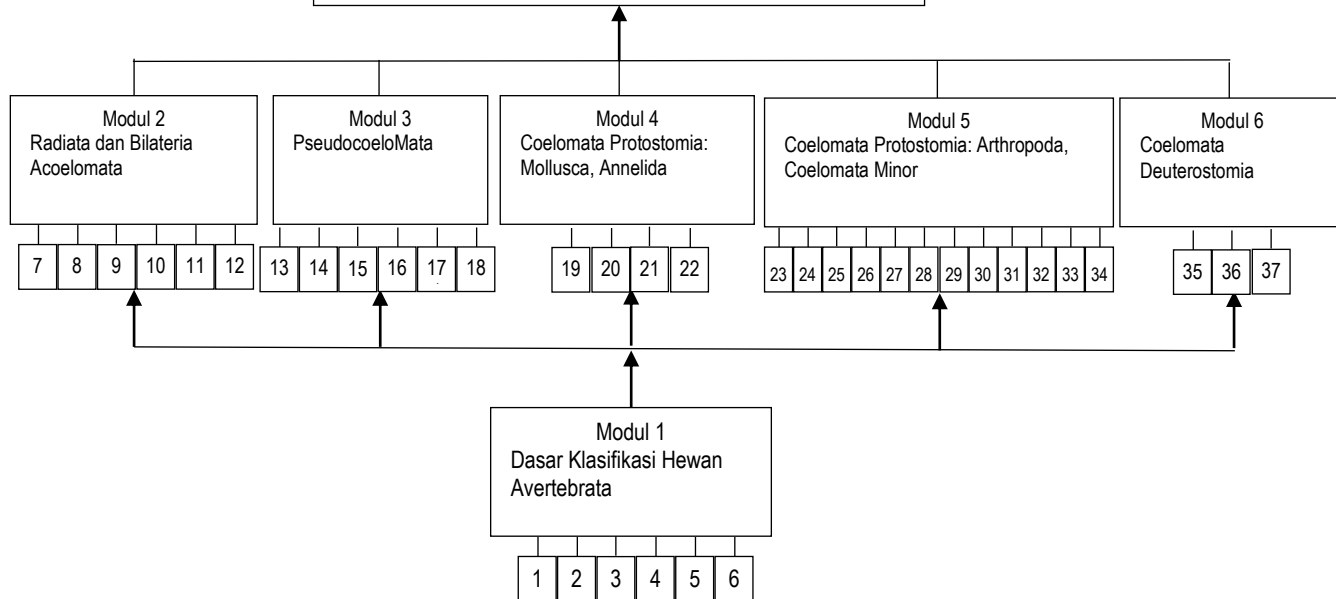 Modul 2
Radiata dan Bilateria
Acoelomata
Modul 3
PseudocoeloMata
Modul 4
Coelomata Protostomia:
Mollusca, Annelida
Modul 5
Coelomata Protostomia: Arthropoda,
Coelomata Minor
Modul 6
Coelomata
Deuterostomia
7 8 9 10 11 12
13 14 15 16 17 18
19 20 21 22
23 24 25 26 27 28 29 30 31 32 33 34
35 36 37
Modul 1
Dasar Klasifikasi Hewan
Avertebrata
1 2 3 4 5 6